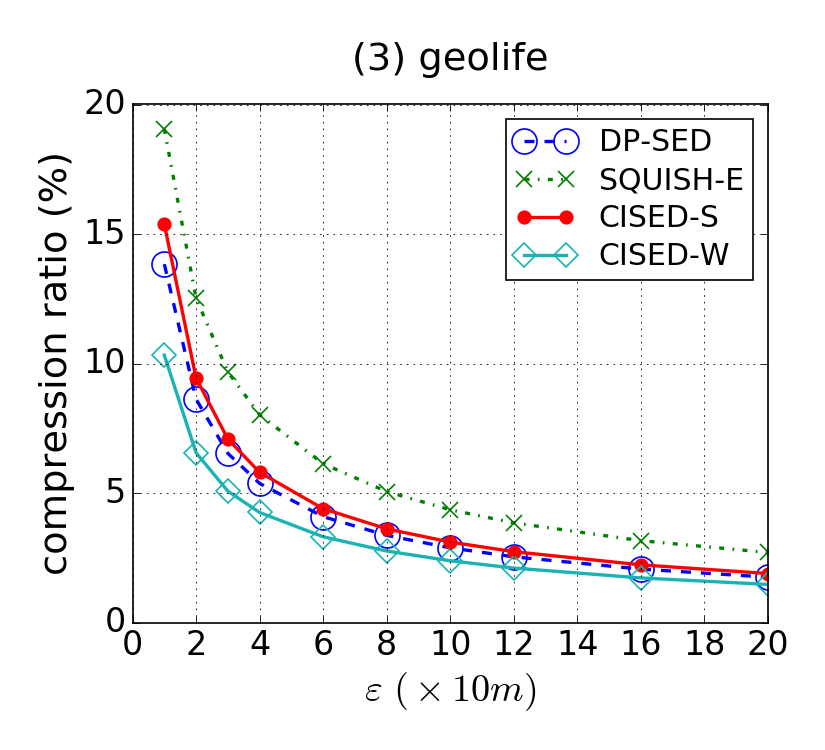 (3) geolife
compression ratio (%)
20
15
10
5
0
DP-SED
SQUISH-E
CISED-S
CISED-W
0 2 4 6 8 10 12 14 16 18 20
ε (×10m)